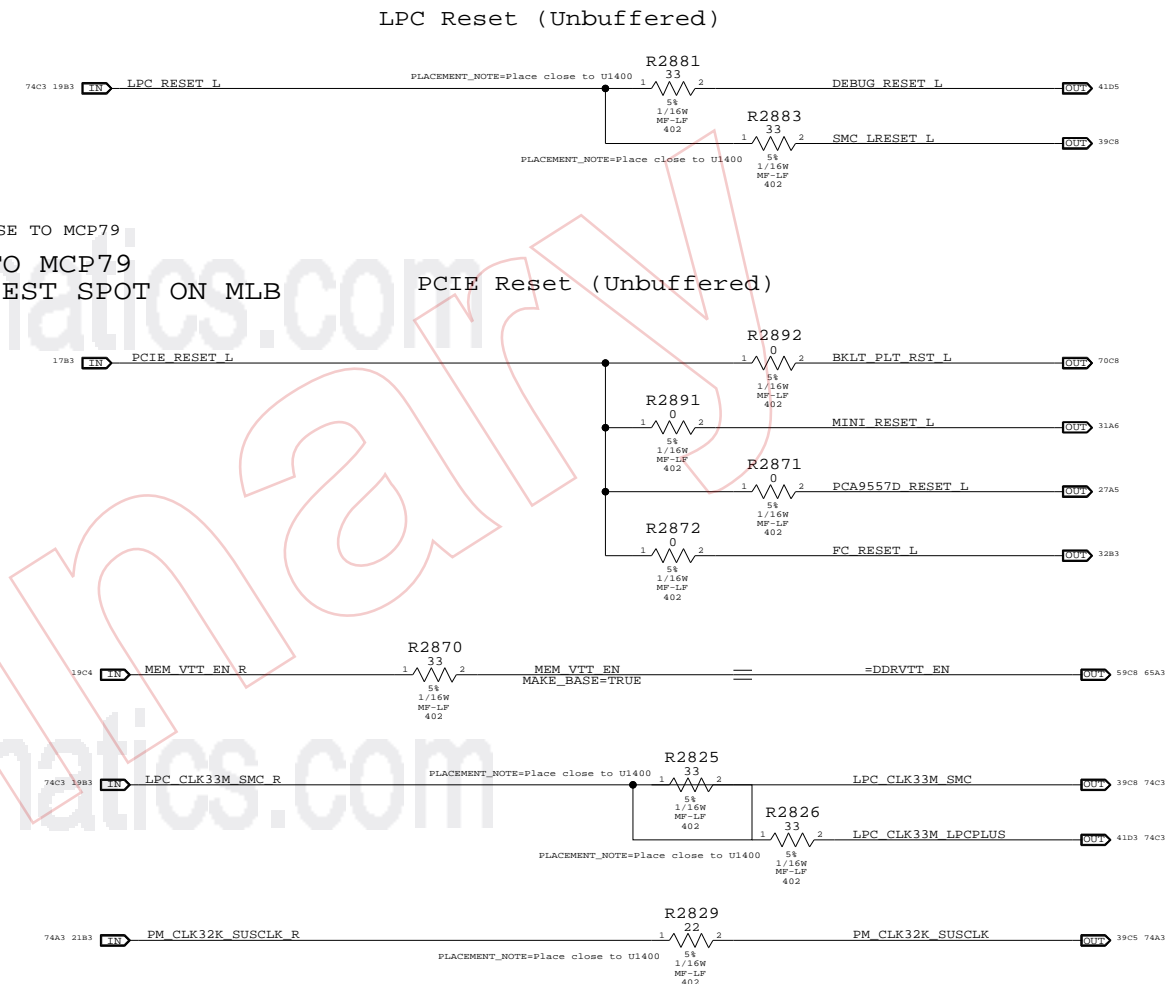 LPC Reset (Unbuffered)
R2881
33
74C3 19B3 IN LPC_RESET_L PLACEMENT_NOTE=Place close to U1400 1 2 DEBUG_RESET_L OUT 41D5
5%
1/16W
MF-LF
402
R2883
33
1 2 SMC_LRESET_L OUT 39C8
PLACEMENT_NOTE=Place close to U1400
5%
1/16W
MF-LF
402
SE TO MCP79
TO MCP79
EST SPOT ON MLB
PCIE Reset (Unbuffered)
R2892
0
17B3 IN PCIE_RESET_L 1 2 BKLT_PLT_RST_L OUT 70C8
5%
1/16W
MF-LF
402
R2891
0
1 2 MINI_RESET_L OUT 31A6
5%
1/16W
MF-LF
402
R2871
0
1 2 PCA9557D_RESET_L OUT 27A5
5%
1/16W
MF-LF
402
R2872
0
1 2 FC_RESET_L OUT 32B3
5%
1/16W
MF-LF
402
R2870
33
19C4 IN MEM_VTT_EN_R 1 2 MEM_VTT_EN =DDRVTT_EN OUT 59C8 65A3
MAKE_BASE=TRUE
5%
1/16W
MF-LF
402
R2825
33
74C3 19B3 IN LPC_CLK33M_SMC_R PLACEMENT_NOTE=Place close to U1400 1 2 LPC_CLK33M_SMC OUT 39C8 74C3
5%
1/16W
MF-LF
402
R2826
33
1 2 LPC_CLK33M_LPCPLUS OUT 41D3 74C3
PLACEMENT_NOTE=Place close to U1400
5%
1/16W
MF-LF
402
R2829
22
74A3 21B3 IN PM_CLK32K_SUSCLK_R 1 2 PM_CLK32K_SUSCLK OUT 39C5 74A3
PLACEMENT_NOTE=Place close to U1400
5%
1/16W
MF-LF
402
matics.com
matics.com
inary